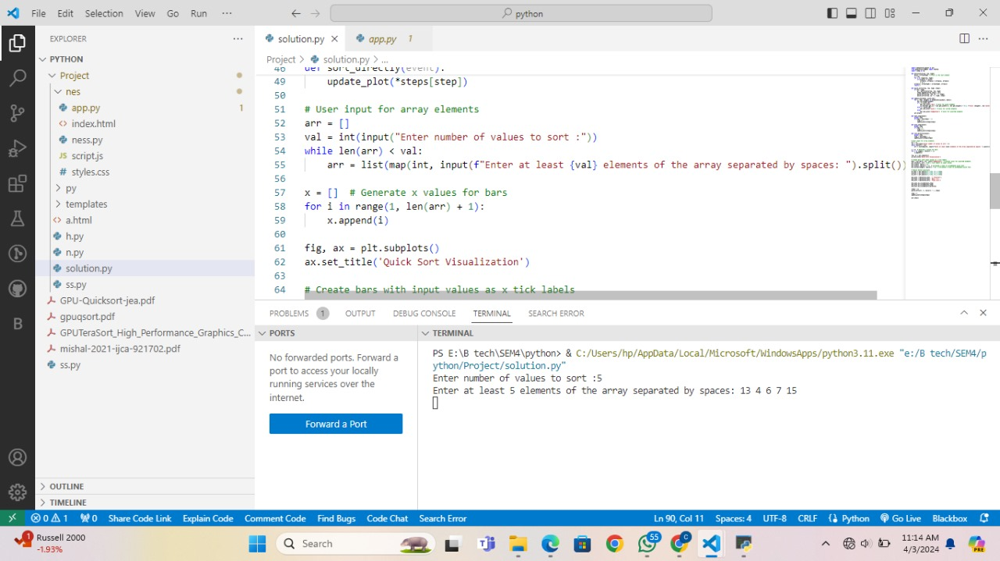 File Edit Selection View Go Run ··· python
EXPLORER ···
PYTHON
Project
nes
app.py 1
index.html
ness.py
JS script.js
# styles.css
py
templates
a.html
h.py
n.py
solution.py
ss.py
GPU-Quicksort-jea.pdf
gpuqsort.pdf
GPUTeraSort_High_Performance_Graphics_C...
mishal-2021-ijca-921702.pdf
ss.py
OUTLINE
TIMELINE
solution.py app.py 1
Project > solution.py > ...
48 def sort_directly(event):
49 update_plot(*steps[step])
50
51 # User input for array elements
52 arr = []
53 val = int(input("Enter number of values to sort :"))
54 while len(arr) < val:
55 arr = list(map(int, input(f"Enter at least {val} elements of the array separated by spaces: ").split())
56
57 x = [] # Generate x values for bars
58 for i in range(1, len(arr) + 1):
59 x.append(i)
60
61 fig, ax = plt.subplots()
62 ax.set_title('Quick Sort Visualization')
63
64 # Create bars with input values as x tick labels
PROBLEMS 1 OUTPUT DEBUG CONSOLE TERMINAL SEARCH ERROR
PORTS
No forwarded ports. Forward a
port to access your locally
running services over the
internet.
Forward a Port
TERMINAL
PS E:\B tech\SEM4\python> & C:/Users/hp/AppData/Local/Microsoft/WindowsApps/python3.11.exe "e:/B tech/SEM4/p
ython/Project/solution.py"
Enter number of values to sort :5
Enter at least 5 elements of the array separated by spaces: 13 4 6 7 15
0 1 0 Share Code Link Explain Code Comment Code Find Bugs Code Chat Search Error Ln 90, Col 11 Spaces: 4 UTF-8 CRLF Python Go Live Blackbox
1 Russell 2000
-1.93%
Search
55
C
11:14 AM
4/3/2024
PRE